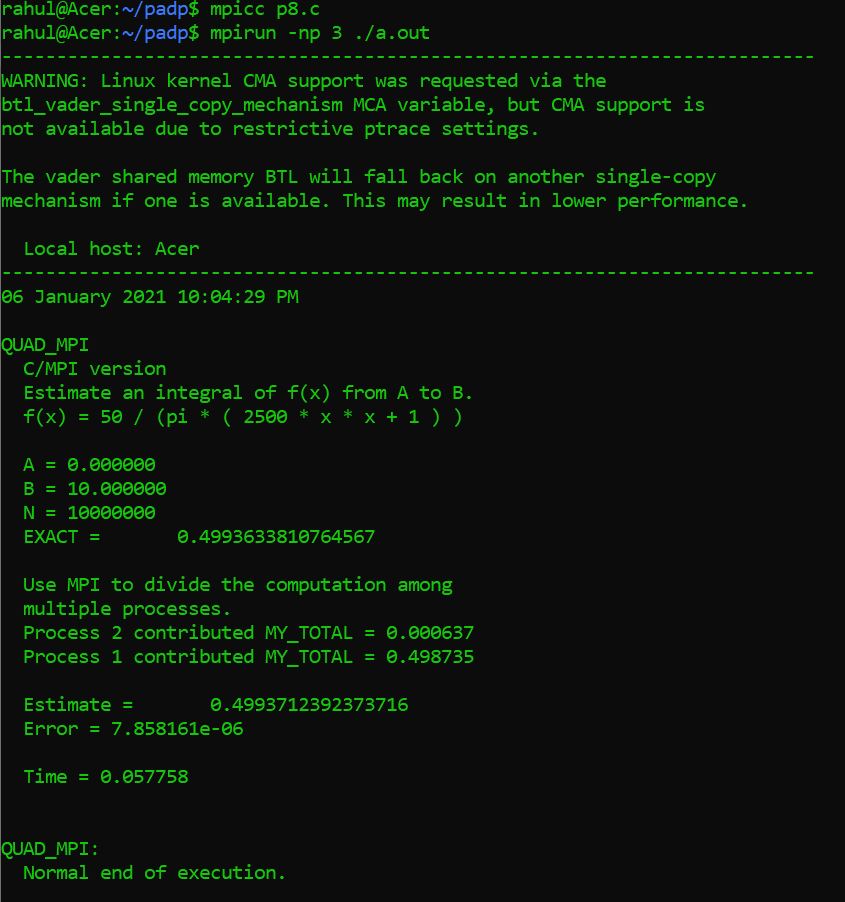 rahul@Acer:~/padp$ mpicc p8.c
rahul@Acer:~/padp$ mpirun -np 3 ./a.out
--------------------------------------------------------------------------
WARNING: Linux kernel CMA support was requested via the
btl_vader_single_copy_mechanism MCA variable, but CMA support is
not available due to restrictive ptrace settings.

The vader shared memory BTL will fall back on another single-copy
mechanism if one is available. This may result in lower performance.

  Local host: Acer
--------------------------------------------------------------------------
06 January 2021 10:04:29 PM

QUAD_MPI
  C/MPI version
  Estimate an integral of f(x) from A to B.
  f(x) = 50 / (pi * ( 2500 * x * x + 1 ) )

  A = 0.000000
  B = 10.000000
  N = 10000000
  EXACT =       0.4993633810764567

  Use MPI to divide the computation among
  multiple processes.
  Process 2 contributed MY_TOTAL = 0.000637
  Process 1 contributed MY_TOTAL = 0.498735

  Estimate =       0.4993712392373716
  Error = 7.858161e-06

  Time = 0.057758


QUAD_MPI:
  Normal end of execution.